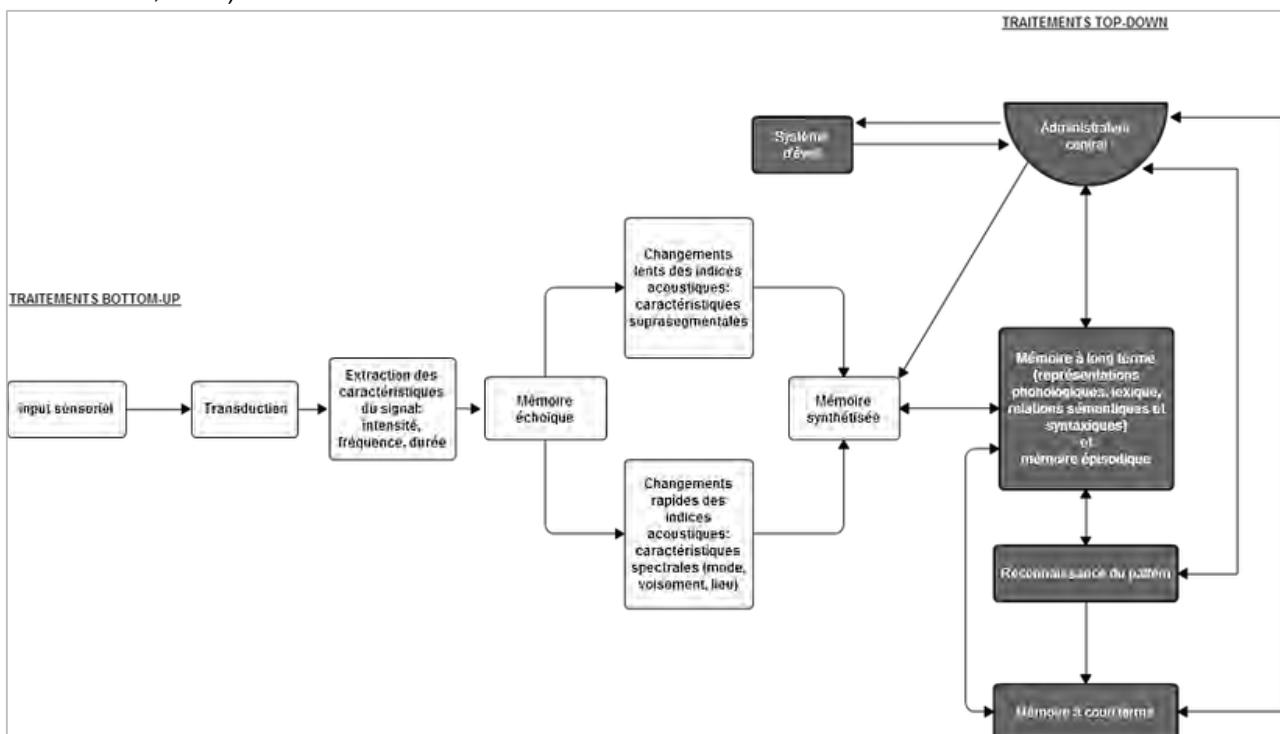 TRAITEMENTS TOP-DOWN
Système
d'éveil
Administrateur
central
TRAITEMENTS BOTTOM-UP
Input sensoriel
Transduction
Extraction des
caractéristiques
du signal:
intensité,
fréquence, durée
Mémoire
échoïque
Changements
lents des indices
acoustiques:
caractéristiques
suprasegmentales
Changements
rapides des
indices
acoustiques:
caractéristiques
spectrales (mode,
voisement, lieu)
Mémoire
synthétisée
Mémoire à long terme
(représentations
phonologiques, lexique,
relations sémantiques et
syntaxiques)
et
mémoire épisodique
Reconnaissance du pattern
Mémoire à court terme